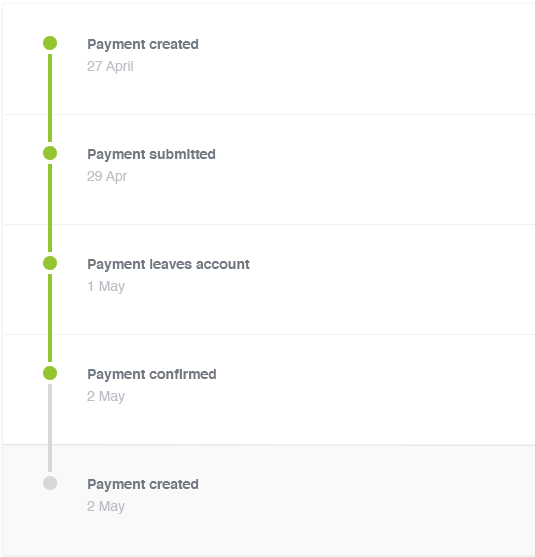 Payment created
27 April
Payment submitted
29 Apr
Payment leaves account
1 May
Payment confirmed
2 May
Payment created
2 May